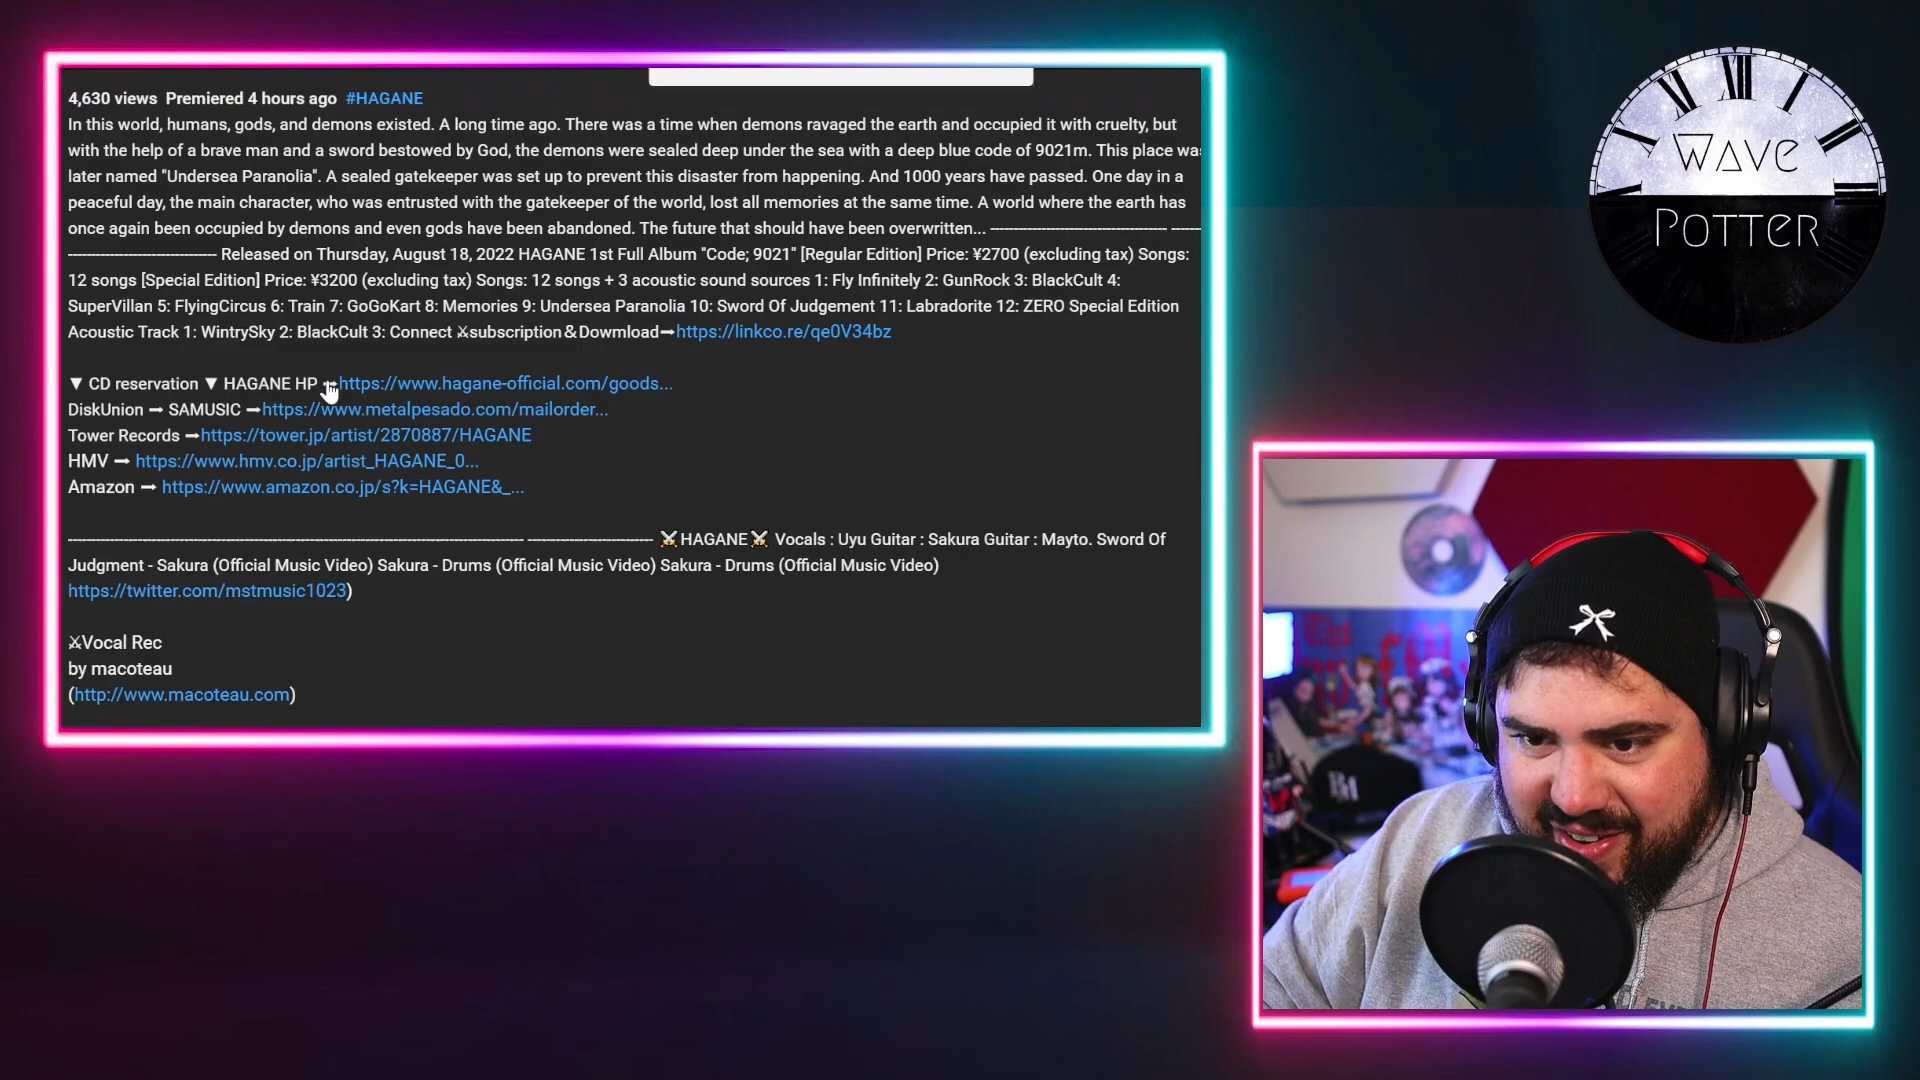 4,630 views Premiered 4 hours ago #HAGANE
In this world, humans, gods, and demons existed. A long time ago. There was a time when demons ravaged the earth and occupied it with cruelty, but
with the help of a brave man and a sword bestowed by God, the demons were sealed deep under the sea with a deep blue code of 9021m. This place was
later named "Undersea Paranolia". A sealed gatekeeper was set up to prevent this disaster from happening. And 1000 years have passed. One day in a
peaceful day, the main character, who was entrusted with the gatekeeper of the world, lost all memories at the same time. A world where the earth has
once again been occupied by demons and even gods have been abandoned. The future that should have been overwritten... ---------------------------------------- -------
---------------------------------- Released on Thursday, August 18, 2022 HAGANE 1st Full Album "Code; 9021" [Regular Edition] Price: ¥2700 (excluding tax) Songs:
12 songs [Special Edition] Price: ¥3200 (excluding tax) Songs: 12 songs + 3 acoustic sound sources 1: Fly Infinitely 2: GunRock 3: BlackCult 4:
SuperVillan 5: FlyingCircus 6: Train 7: GoGoKart 8: Memories 9: Undersea Paranolia 10: Sword Of Judgement 11: Labradorite 12: ZERO Special Edition
Acoustic Track 1: WintrySky 2: BlackCult 3: Connect ⚔subscription＆Dowmload➞https://linkco.re/qe0V34bz
▼ CD reservation ▼ HAGANE HP ➞https://www.hagane-official.com/goods...
DiskUnion ➞ SAMUSIC ➞https://www.metalpesado.com/mailorder...
Tower Records ➞https://tower.jp/artist/2870887/HAGANE
HMV ➞ https://www.hmv.co.jp/artist_HAGANE_0...
Amazon ➞ https://www.amazon.co.jp/s?k=HAGANE&_...
-------------------------------------------------------------------------------------------------------- ----------------------------- ⚔️HAGANE⚔️ Vocals : Uyu Guitar : Sakura Guitar : Mayto. Sword Of
Judgment - Sakura (Official Music Video) Sakura - Drums (Official Music Video) Sakura - Drums (Official Music Video)
https://twitter.com/mstmusic1023)
⚔Vocal Rec
by macoteau
(http://www.macoteau.com)
WAVE
POTTER